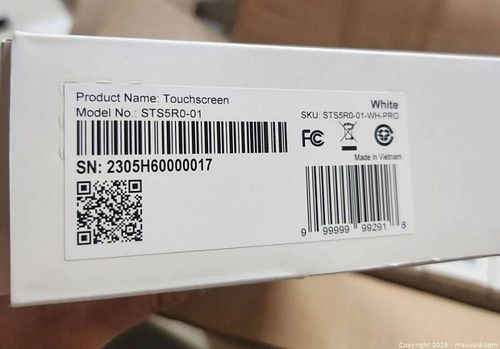 Product Name: Touchscreen
Model No.: STS5R0-01
SN: 2305H60000017
White
SKU: STS5R0-01-WH-PRO
FC
Made in Vietnam
9 99999 99291 8
Copyright 2025 - maxsold.com